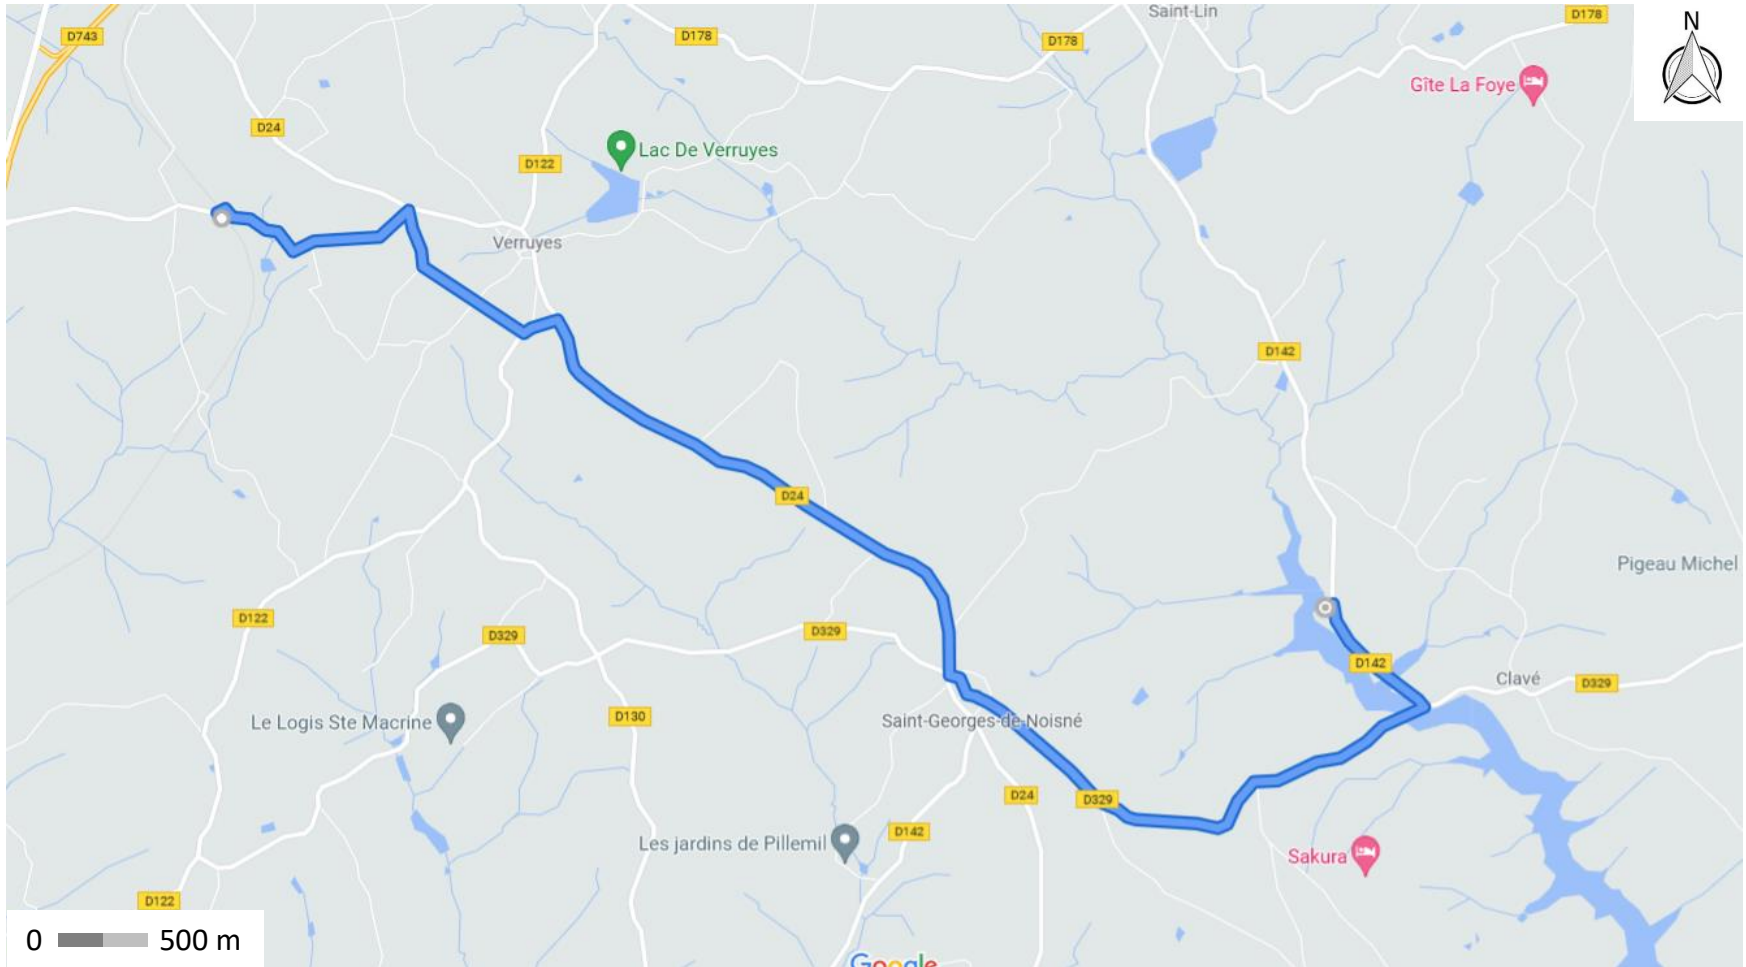 Saint-Lin
N
D743
D178
D178
D178
Gîte La Foye
D24
D122
Lac De Verruyes
Verruyes
D142
D24
Pigeau Michel
D122
D329
D329
D142
Clavé
D329
Le Logis Ste Macrine
D130
Saint-Georges-de-Noisné
D24
D329
D142
Les jardins de Pillemil
Sakura
D122
0 500 m
Google